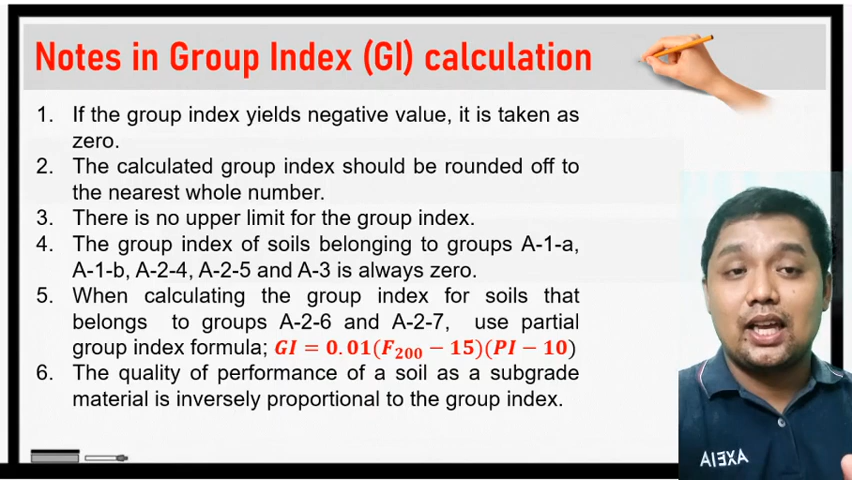 Notes in Group Index (GI) calculation
1. If the group index yields negative value, it is taken as
zero.
2. The calculated group index should be rounded off to
the nearest whole number.
3. There is no upper limit for the group index.
4. The group index of soils belonging to groups A-1-a,
A-1-b, A-2-4, A-2-5 and A-3 is always zero.
5. When calculating the group index for soils that
belongs to groups A-2-6 and A-2-7, use partial
group index formula; GI = 0.01(F₂₀₀ − 15)(PI − 10)
6. The quality of performance of a soil as a subgrade
material is inversely proportional to the group index.
AXEIA